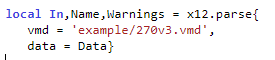 local In,Name,Warnings = x12.parse{
vmd = 'example/270v3.vmd',
data = Data}